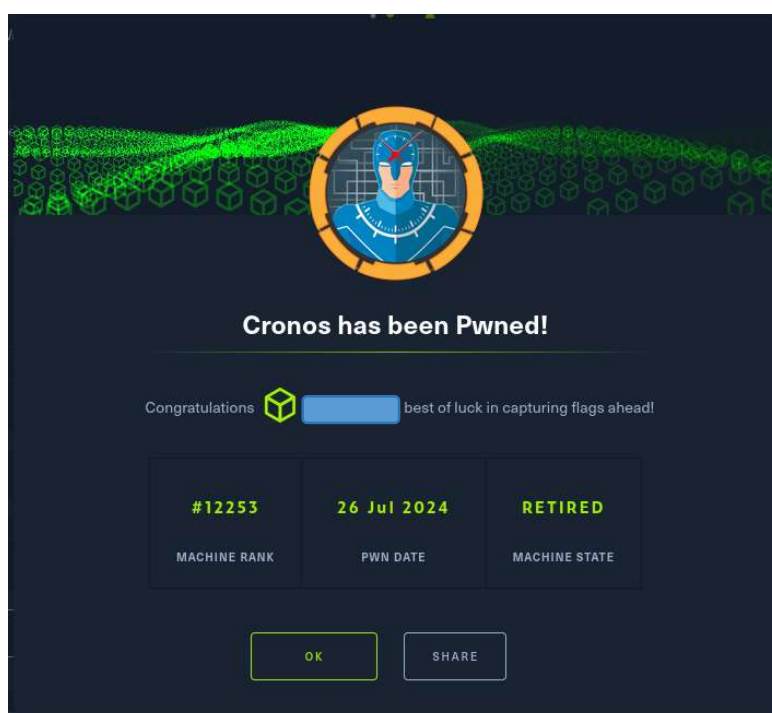 Cronos has been Pwned!
Congratulations best of luck in capturing flags ahead!
#12253 26 Jul 2024 RETIRED
MACHINE RANK PWN DATE MACHINE STATE
OK SHARE